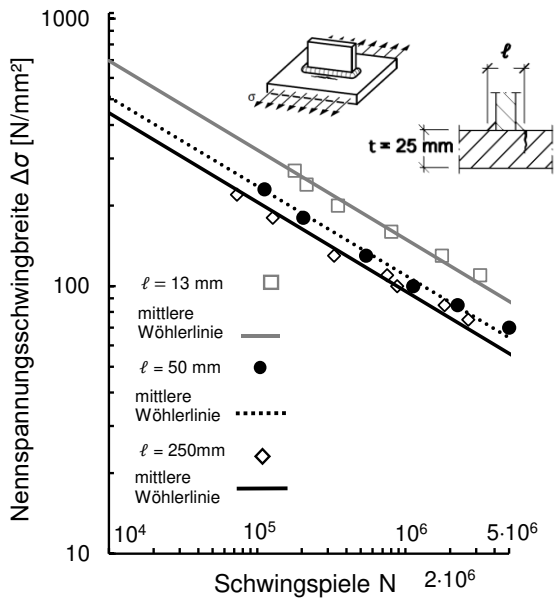 1000
100
10
Nennspannungsschwingbreite Δσ [N/mm²]
σ
ℓ
t = 25 mm
ℓ = 13 mm
mittlere
Wöhlerlinie
ℓ = 50 mm
mittlere
Wöhlerlinie
ℓ = 250mm
mittlere
Wöhlerlinie
10⁴
10⁵
10⁶
5·10⁶
Schwingspiele N
2·10⁶